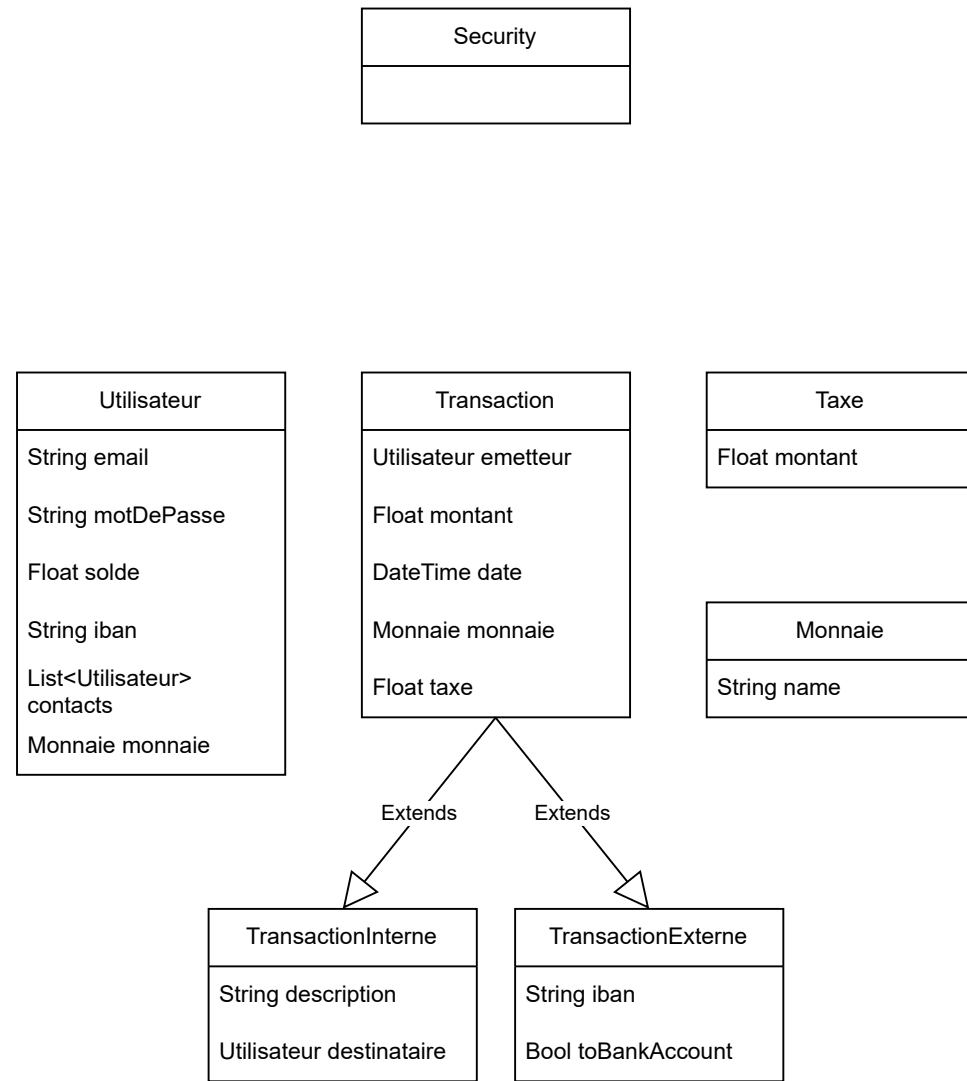 Security
Utilisateur
String email
String motDePasse
Float solde
String iban
List<Utilisateur>
contacts
Monnaie monnaie
Transaction
Utilisateur emetteur
Float montant
DateTime date
Monnaie monnaie
Float taxe
Taxe
Float montant
Monnaie
String name
Extends
Extends
TransactionInterne
String description
Utilisateur destinataire
TransactionExterne
String iban
Bool toBankAccount